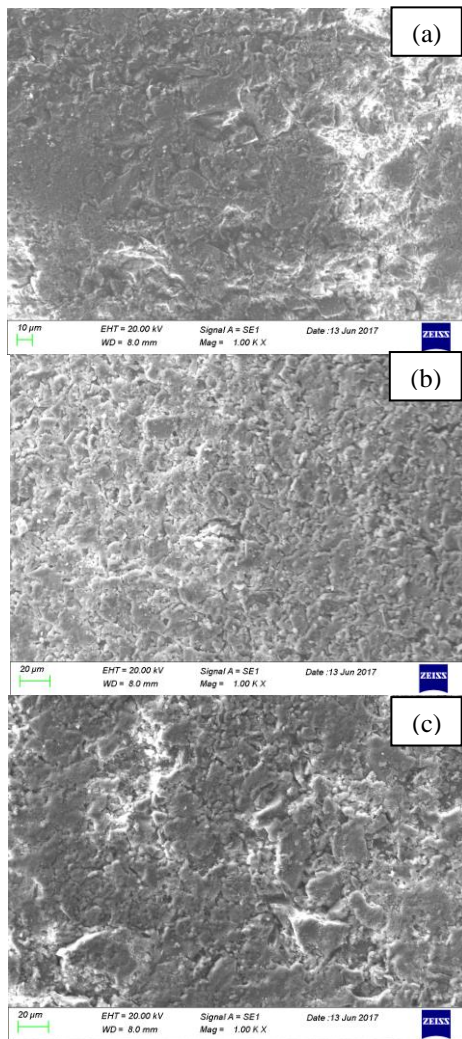 (a)
10 µm EHT = 20.00 kV Signal A = SE1 Date :13 Jun 2017 ZEISS
WD = 8.0 mm Mag = 1.00 K X
(b)
20 µm EHT = 20.00 kV Signal A = SE1 Date :13 Jun 2017 ZEISS
WD = 8.0 mm Mag = 1.00 K X
(c)
20 µm EHT = 20.00 kV Signal A = SE1 Date :13 Jun 2017 ZEISS
WD = 8.0 mm Mag = 1.00 K X